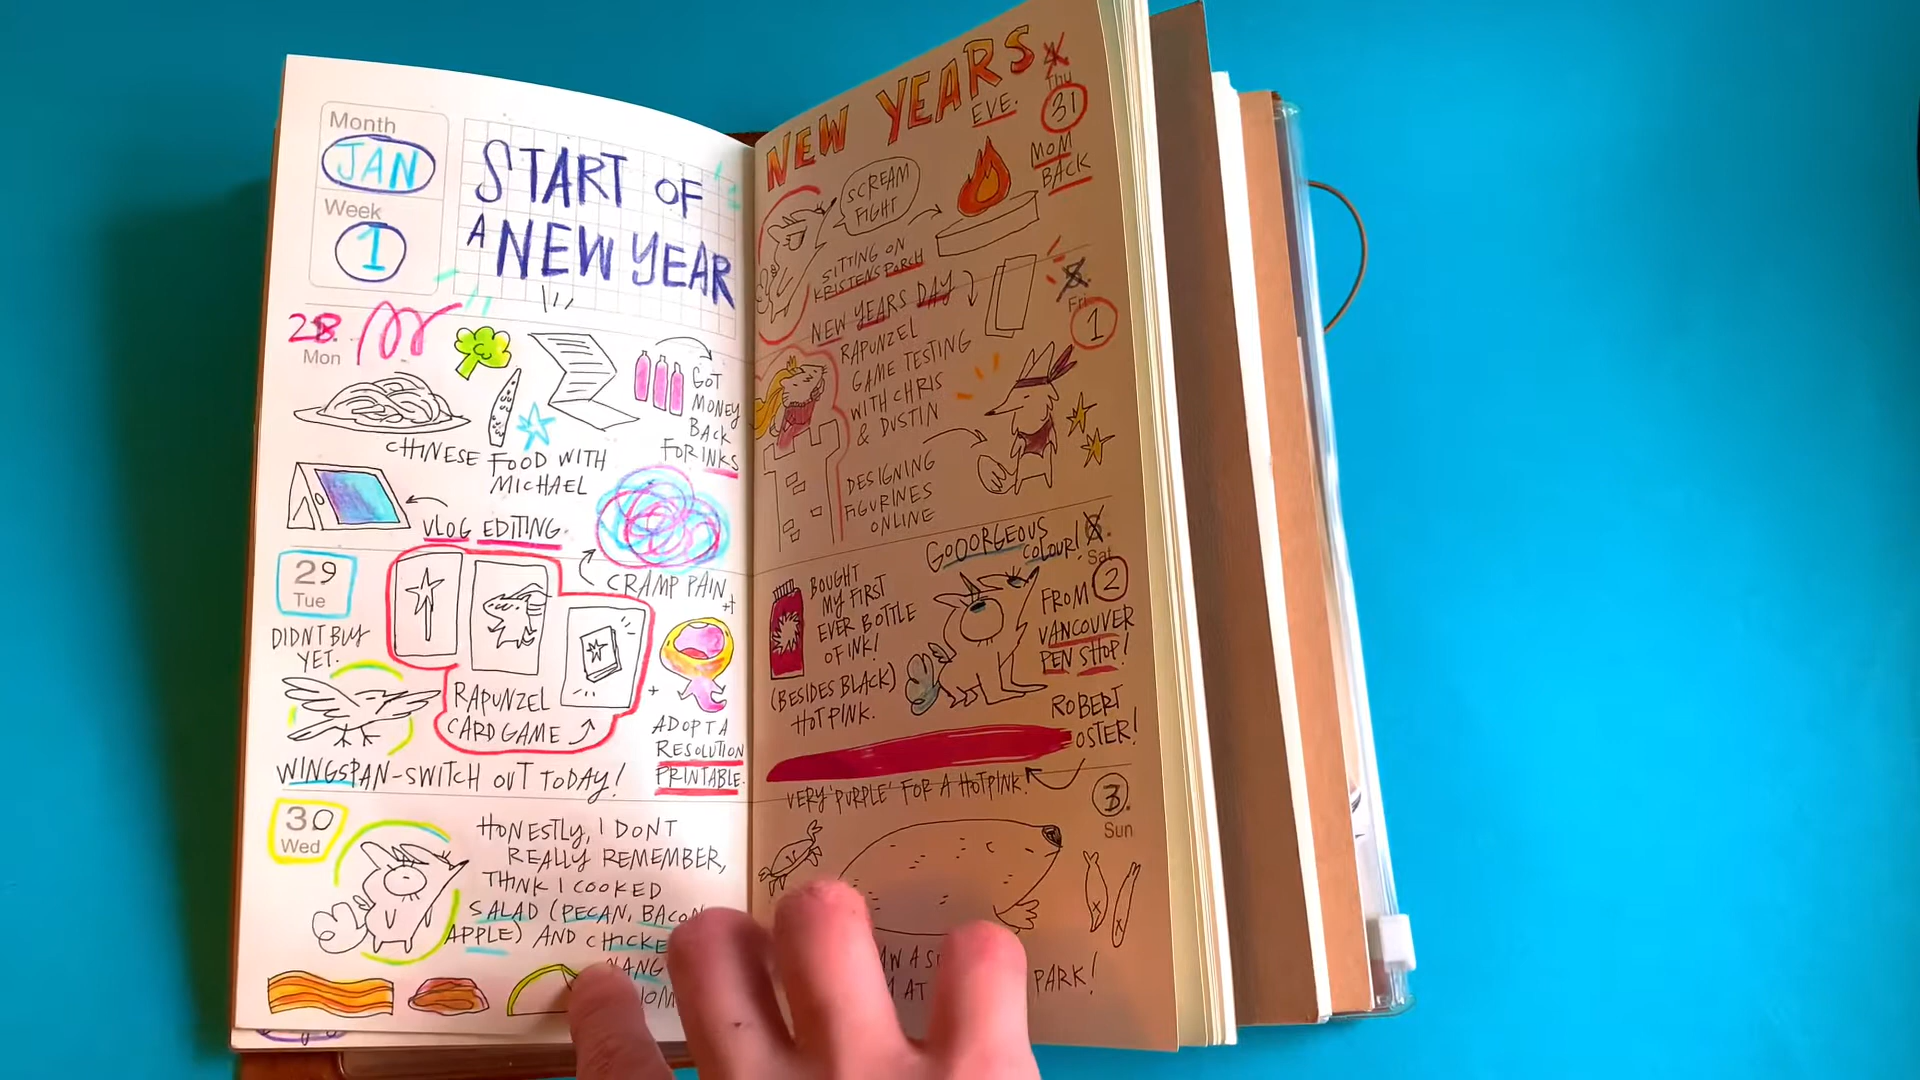 Month
JAN
Week
1
START OF
A NEW YEAR
28
Mon
GOT
MONEY
BACK
FOR INKS
CHINESE FOOD WITH
MICHAEL
VLOG EDITING.
CRAMP PAIN
29
Tue
DIDNT BUY
YET.
RAPUNZEL
CARD GAME
+
ADOPT A
RESOLUTION
PRINTABLE.
WINGSPAN-SWITCH OUT TODAY!
30
Wed
HONESTLY, I DONT
REALLY REMEMBER,
THINK I COOKED
SALAD (PECAN, BACON
APPLE) AND CHICKE
NEW YEARS
EVE.
Thu
31
MOM
BACK
SCREAM
FIGHT
SITTING ON
KRISTENS PORCH
NEW YEARS DAY
Fri
1
RAPUNZEL
GAME TESTING
WITH CHRIS
& DUSTIN
DESIGNING
FIGURINES
ONLINE
GOOORGEOUS
COLOUR!
Sat
2
BOUGHT
MY FIRST
EVER BOTTLE
OF INK!
(BESIDES BLACK)
HOT PINK.
FROM
VANCOUVER
PEN SHOP!
ROBERT
OSTER!
VERY 'PURPLE' FOR A HOTPINK!
3.
Sun
AT
PARK!